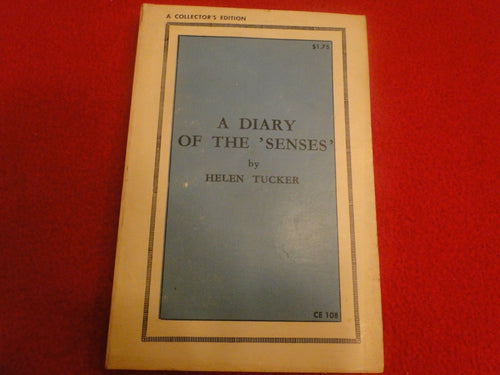 A COLLECTOR'S EDITION
$1.75
A DIARY
OF THE 'SENSES'
by
HELEN TUCKER
CE 108